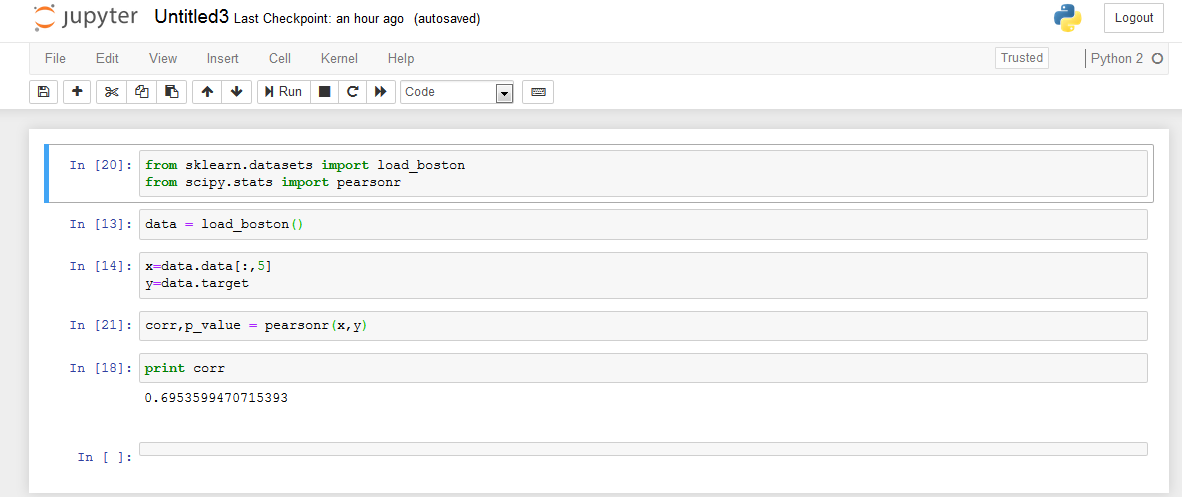 jupyter Untitled3 Last Checkpoint: an hour ago (autosaved) Logout
File Edit View Insert Cell Kernel Help Trusted Python 2
Run Code
In [20]: from sklearn.datasets import load_boston
from scipy.stats import pearsonr
In [13]: data = load_boston()
In [14]: x=data.data[:,5]
y=data.target
In [21]: corr,p_value = pearsonr(x,y)
In [18]: print corr
0.6953599470715393
In [ ]: